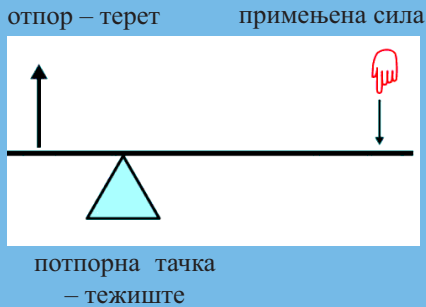 отпор – терет
примењена сила
потпорна тачка
– тежиште